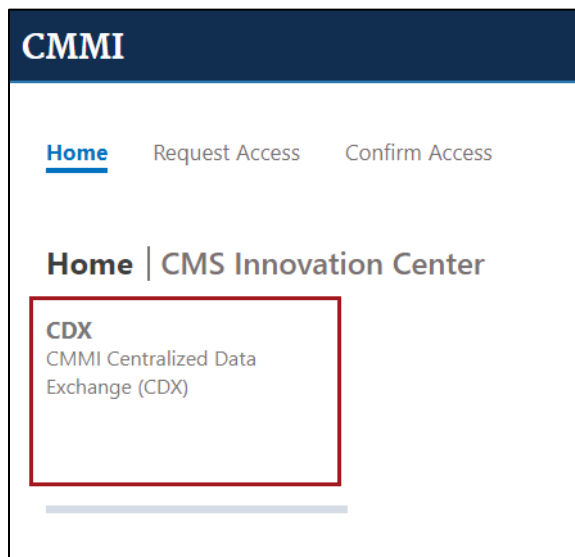 CMMI
Home Request Access Confirm Access
Home | CMS Innovation Center
CDX
CMMI Centralized Data
Exchange (CDX)